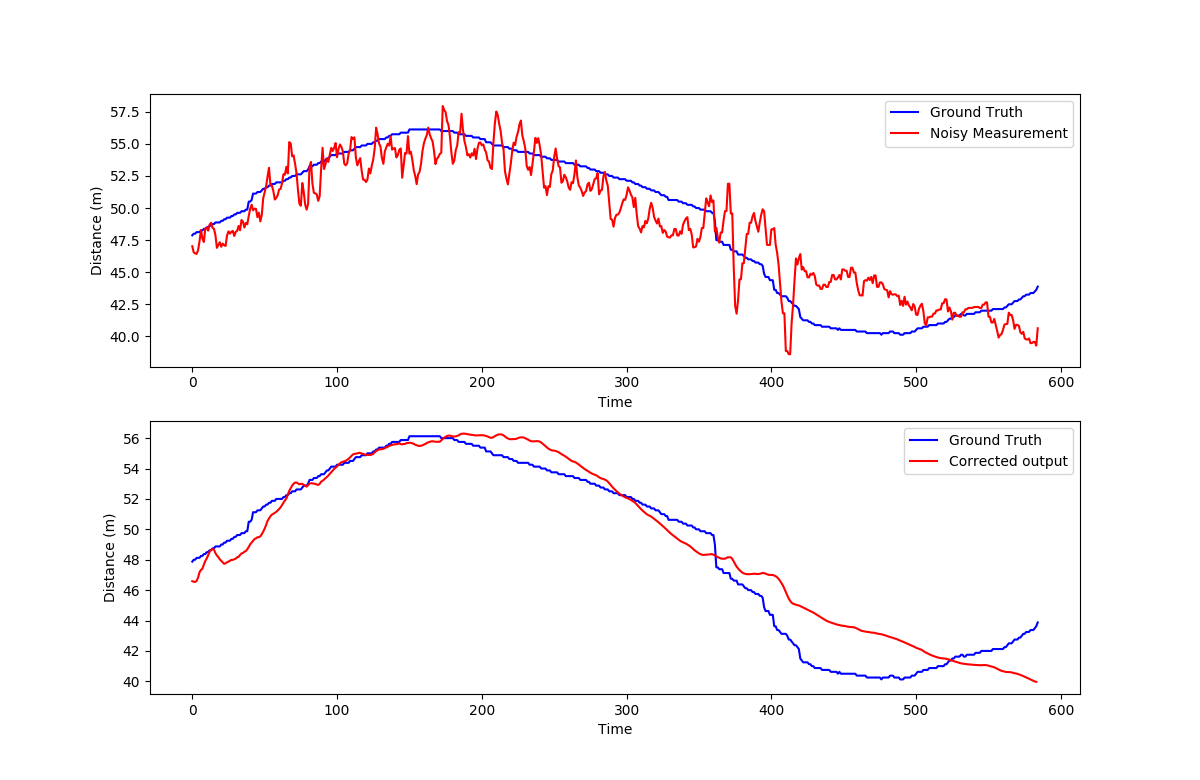 57.5
55.0
52.5
50.0
47.5
45.0
42.5
40.0
Distance (m)
Ground Truth
Noisy Measurement
0 100 200 300 400 500 600
Time
56
54
52
50
48
46
44
42
40
Distance (m)
Ground Truth
Corrected output
0 100 200 300 400 500 600
Time